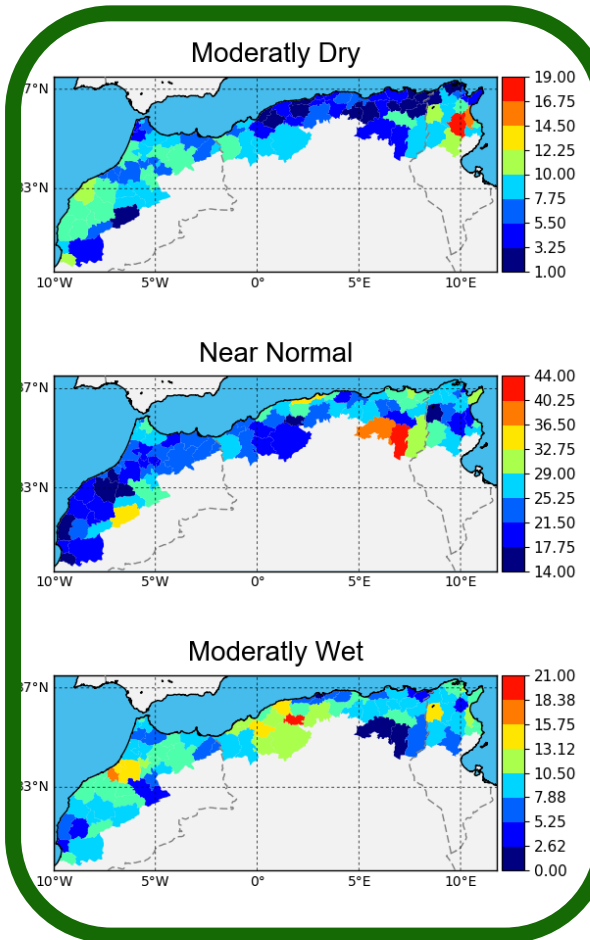 Moderatly Dry
37°N
33°N
10°W 5°W 0° 5°E 10°E
19.00
16.75
14.50
12.25
10.00
7.75
5.50
3.25
1.00
Near Normal
37°N
33°N
10°W 5°W 0° 5°E 10°E
44.00
40.25
36.50
32.75
29.00
25.25
21.50
17.75
14.00
Moderatly Wet
37°N
33°N
10°W 5°W 0° 5°E 10°E
21.00
18.38
15.75
13.12
10.50
7.88
5.25
2.62
0.00